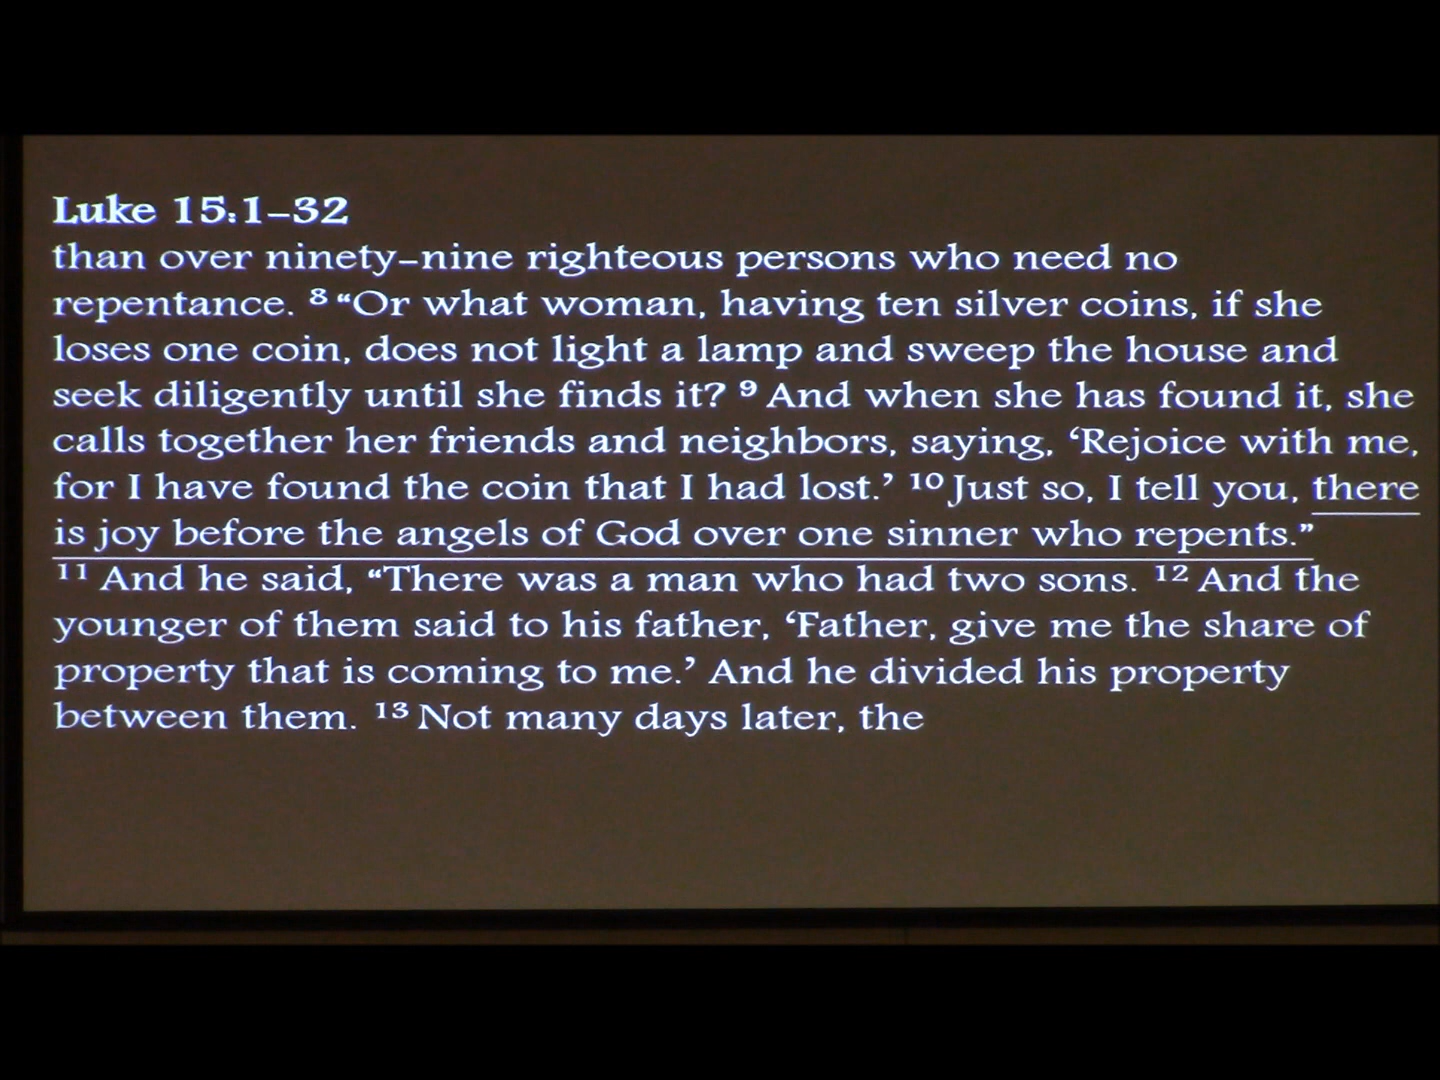 Luke 15:1–32
than over ninety–nine righteous persons who need no
repentance. ⁸ “Or what woman, having ten silver coins, if she
loses one coin, does not light a lamp and sweep the house and
seek diligently until she finds it? ⁹ And when she has found it, she
calls together her friends and neighbors, saying, ‘Rejoice with me,
for I have found the coin that I had lost.’ ¹⁰ Just so, I tell you, there
is joy before the angels of God over one sinner who repents.”
¹¹ And he said, “There was a man who had two sons. ¹² And the
younger of them said to his father, ‘Father, give me the share of
property that is coming to me.’ And he divided his property
between them. ¹³ Not many days later, the